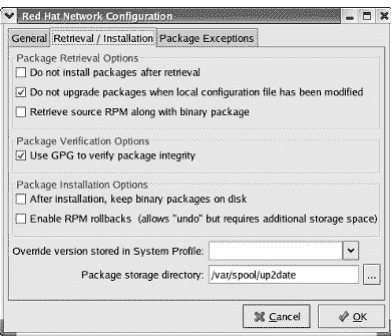 Red Hat Network Configuration
General Retrieval / Installation Package Exceptions
Package Retrieval Options
Do not install packages after retrieval
Do not upgrade packages when local configuration file has been modified
Retrieve source RPM along with binary package
Package Verification Options
Use GPG to verify package integrity
Package Installation Options
After installation, keep binary packages on disk
Enable RPM rollbacks (allows "undo" but requires additional storage space)
Override version stored in System Profile:
Package storage directory: /var/spool/up2date ...
Cancel OK